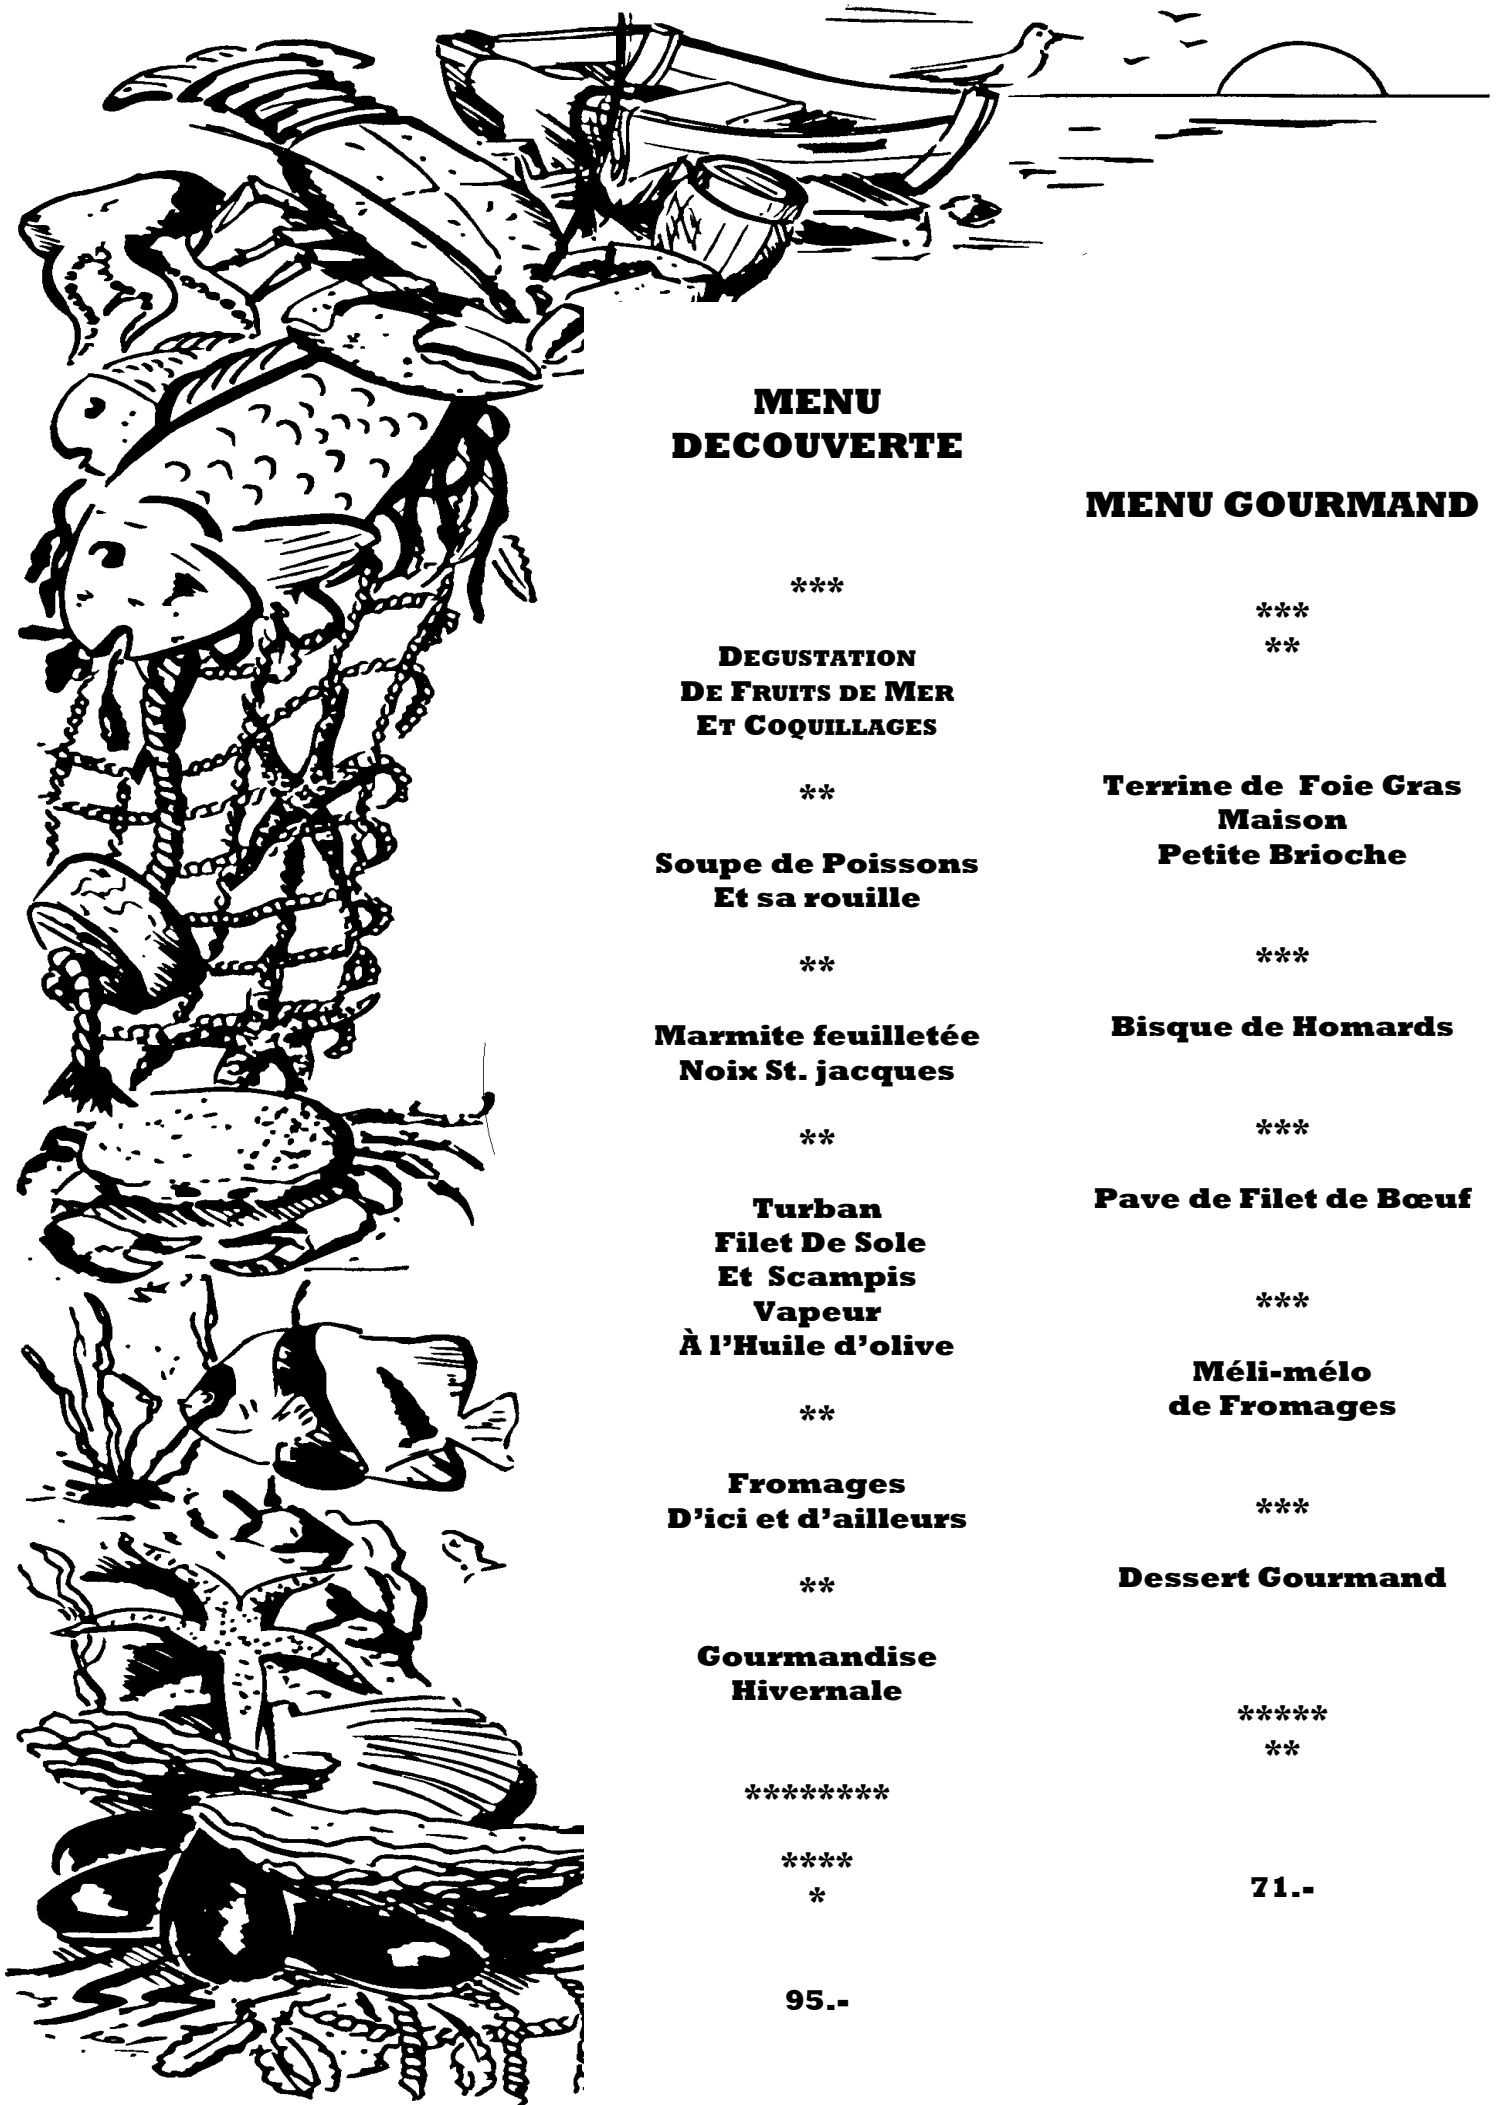 MENU
DECOUVERTE
***
DEGUSTATION
DE FRUITS DE MER
ET COQUILLAGES
**
Soupe de Poissons
Et sa rouille
**
Marmite feuilletée
Noix St. jacques
**
Turban
Filet De Sole
Et  Scampis
Vapeur
À l’Huile d’olive
**
Fromages
D’ici et d’ailleurs
**
Gourmandise
Hivernale
********
****
*
95.-
MENU GOURMAND
***
**
Terrine de  Foie Gras
Maison
Petite Brioche
***
Bisque de Homards
***
Pave de Filet de Bœuf
***
Méli-mélo
de Fromages
***
Dessert Gourmand
*****
**
71.-